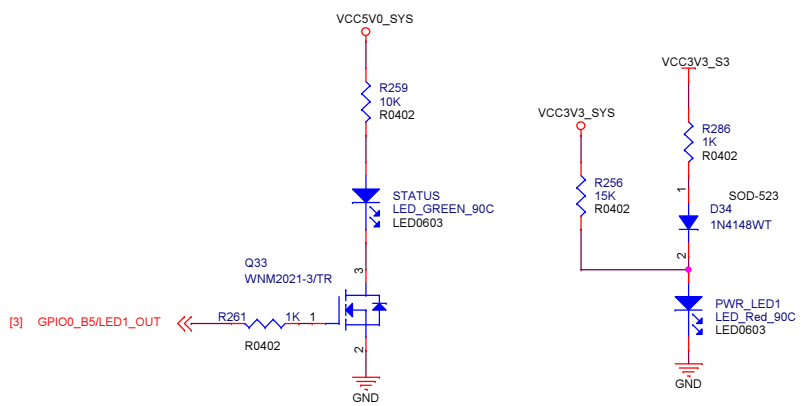 VCC5V0_SYS
R259
10K
R0402
STATUS
LED_GREEN_90C
LED0603
Q33
WNM2021-3/TR
3
[3] GPIO0_B5/LED1_OUT
R261 1K 1
R0402
2
GND
VCC3V3_S3
VCC3V3_SYS
R286
1K
R0402
R256
15K
R0402
1
SOD-523
D34
1N4148WT
2
PWR_LED1
LED_Red_90C
LED0603
GND